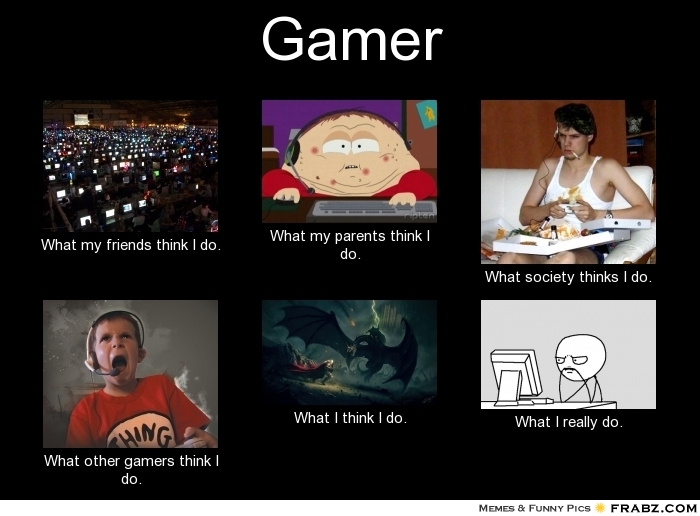 Gamer
What my friends think I do.
What my parents think I
do.
What society thinks I do.
THING
What other gamers think I
do.
What I think I do.
What I really do.
MEMES & FUNNY PICS FRABZ.COM